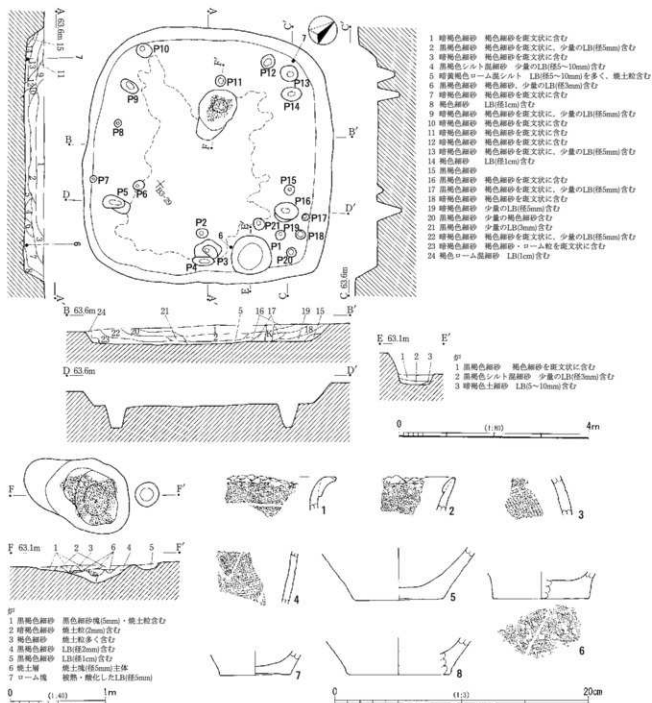 1 暗褐色細砂 褐色細砂を斑文状に含む
2 黒褐色細砂 褐色細砂を斑文状に、少量のLB(径5mm)含む
3 暗褐色細砂 褐色細砂を斑文状に含む
4 黒褐色シルト混細砂 少量のLB(径5～10mm)含む
5 暗黄褐色ローム混シルト LB(径5～10mm)を多く、焼土粒含む
6 黒褐色細砂 褐色細砂、少量のLB(径3mm)含む
7 暗褐色細砂 褐色細砂を斑文状に含む
8 褐色細砂 LB(径1cm)含む
9 暗褐色細砂 褐色細砂を斑文状に、少量のLB(径5mm)含む
10 暗褐色細砂 褐色細砂を斑文状に含む
11 暗褐色細砂 褐色細砂を斑文状に含む
12 暗褐色細砂 褐色細砂を斑文状に含む
13 暗褐色細砂 褐色細砂を斑文状に、少量のLB(径5mm)含む
14 褐色細砂 LB(径1cm)含む
15 黒褐色細砂
16 黒褐色細砂 褐色細砂を斑文状に含む
17 黒褐色細砂 褐色細砂を斑文状に、少量のLB(径5mm)含む
18 暗褐色細砂 褐色細砂を斑文状に含む
19 暗褐色細砂 少量のLB(径5mm)含む
20 黒褐色細砂 少量の褐色細砂含む
21 黒褐色細砂 少量のLB(3mm)含む
22 暗褐色細砂 褐色細砂を斑文状に、少量のLB(径5mm)含む
23 暗褐色細砂 褐色細砂・ローム粒を斑文状に含む
24 褐色ローム混細砂 LB(1cm)含む
A 63.6m A'
P10
P12
P11
P13
P14
P9
P8
P7
P5
P6
P15
P16
P17
P2
P21
P19
P18
P4
P3
P1
P20
B 63.6m B'
D 63.6m D'
E 63.1m E'
P1
1 黒褐色細砂 褐色細砂を斑文状に含む
2 黒褐色シルト混細砂 少量のLB(径3mm)含む
3 暗褐色土細砂 LB(5～10mm)含む
0 (1:80) 4m
F F'
F 63.1m F'
炉
1 黒褐色細砂 黒色細砂塊(5mm)・焼土粒含む
2 暗褐色細砂 焼土粒(2mm)含む
3 褐色細砂 焼土粒多く含む
4 黒褐色細砂 LB(径2mm)含む
5 黒褐色細砂 LB(径1cm)含む
6 焼土層 焼土塊(径5mm)主体
7 ローム塊 被熱・酸化したLB(径5mm)
0 (1:40) 1m
1
2
3
4
5
6
7
8
0 (1:3) 20cm